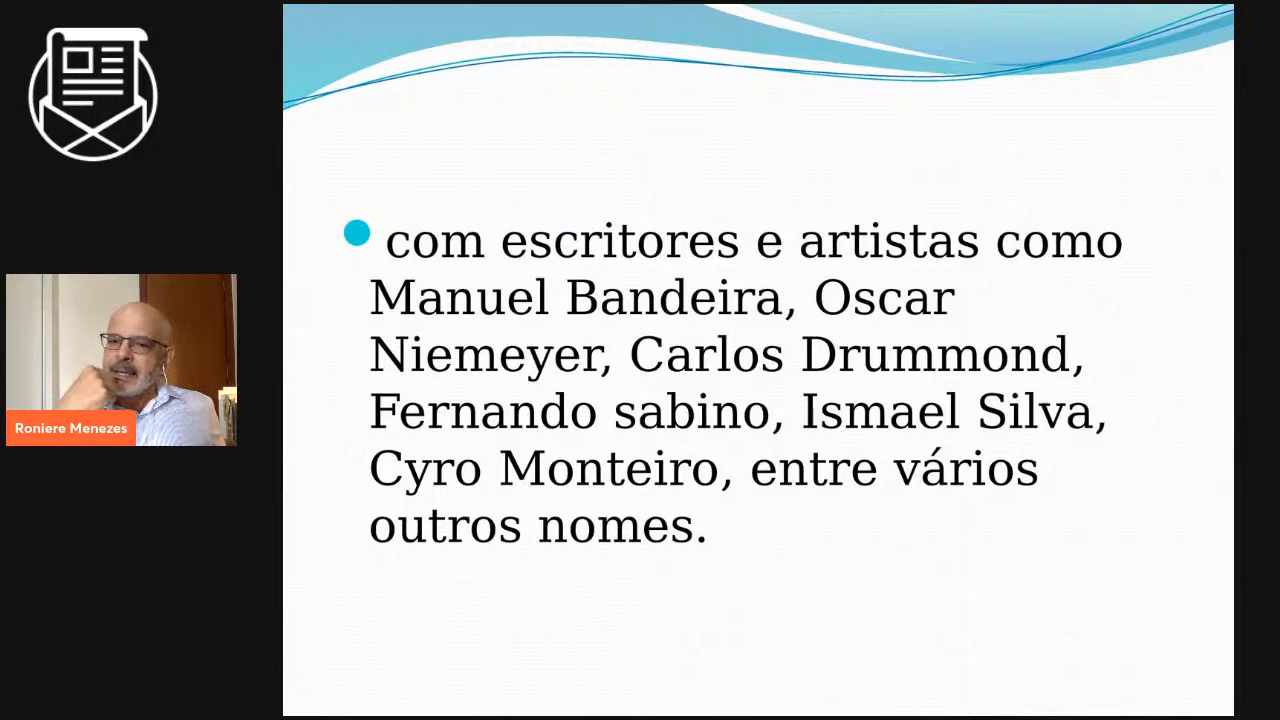 com escritores e artistas como
Manuel Bandeira, Oscar
Niemeyer, Carlos Drummond,
Fernando sabino, Ismael Silva,
Cyro Monteiro, entre vários
outros nomes.
Roniere Menezes